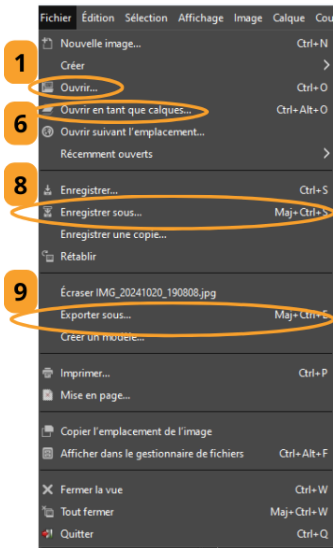 Fichier Édition Sélection Affichage Image Calque Cou
Nouvelle image... Ctrl+N
1
Créer >
Ouvrir... Ctrl+O
Ouvrir en tant que calques... Ctrl+Alt+O
6
Ouvrir suivant l'emplacement...
Récemment ouverts >
8
Enregistrer... Ctrl+S
Enregistrer sous... Maj+Ctrl+S
Enregistrer une copie...
Rétablir
9
Écraser IMG_20241020_190808.jpg
Exporter sous... Maj+Ctrl+E
Créer un modèle...
Imprimer... Ctrl+P
Mise en page...
Copier l'emplacement de l'image
Afficher dans le gestionnaire de fichiers Ctrl+Alt+F
Fermer la vue Ctrl+W
Tout fermer Maj+Ctrl+W
Quitter Ctrl+Q